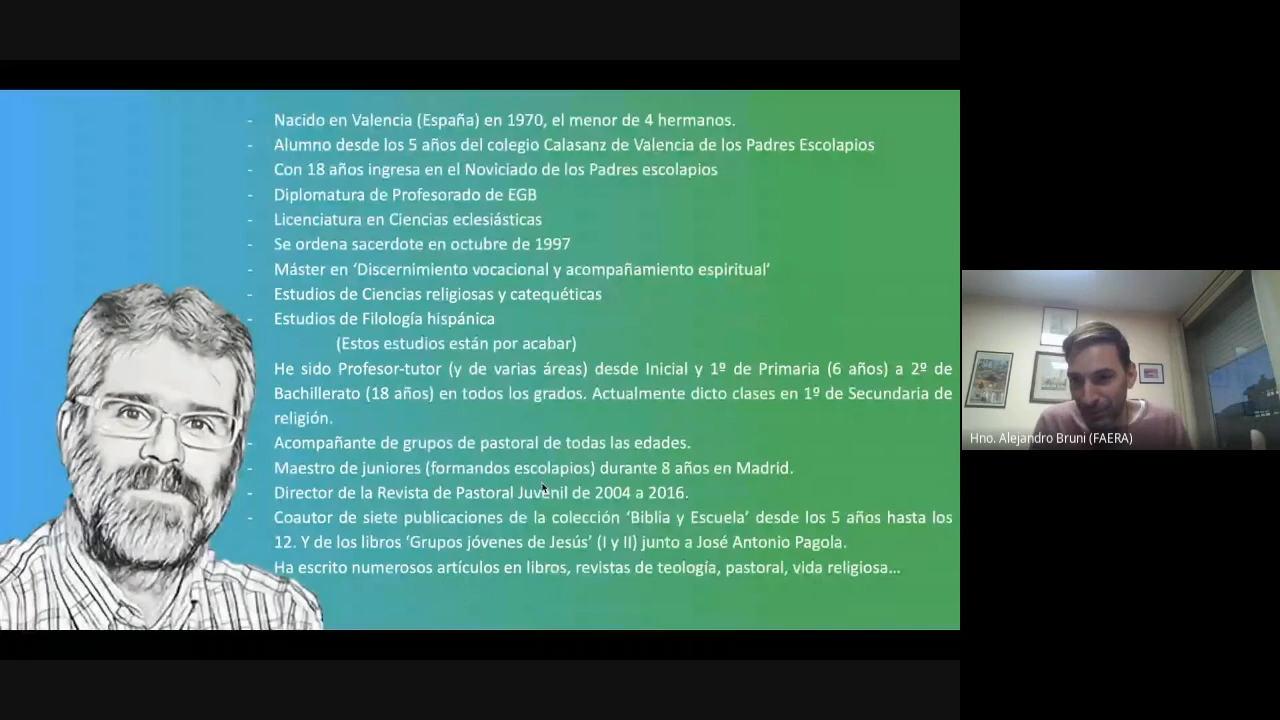 - Nacido en Valencia (España) en 1970, el menor de 4 hermanos.
- Alumno desde los 5 años del colegio Calasanz de Valencia de los Padres Escolapios
- Con 18 años ingresa en el Noviciado de los Padres escolapios
- Diplomatura de Profesorado de EGB
- Licenciatura en Ciencias eclesiásticas
- Se ordena sacerdote en octubre de 1997
- Máster en ‘Discernimiento vocacional y acompañamiento espiritual’
- Estudios de Ciencias religiosas y catequéticas
- Estudios de Filología hispánica
(Estos estudios están por acabar)
He sido Profesor-tutor (y de varias áreas) desde Inicial y 1º de Primaria (6 años) a 2º de
Bachillerato (18 años) en todos los grados. Actualmente dicto clases en 1º de Secundaria de
religión.
- Acompañante de grupos de pastoral de todas las edades.
- Maestro de juniores (formandos escolapios) durante 8 años en Madrid.
- Director de la Revista de Pastoral Juvenil de 2004 a 2016.
- Coautor de siete publicaciones de la colección ‘Biblia y Escuela’ desde los 5 años hasta los
12. Y de los libros ‘Grupos jóvenes de Jesús’ (I y II) junto a José Antonio Pagola.
Ha escrito numerosos artículos en libros, revistas de teología, pastoral, vida religiosa…
Hno. Alejandro Bruni (FAERA)